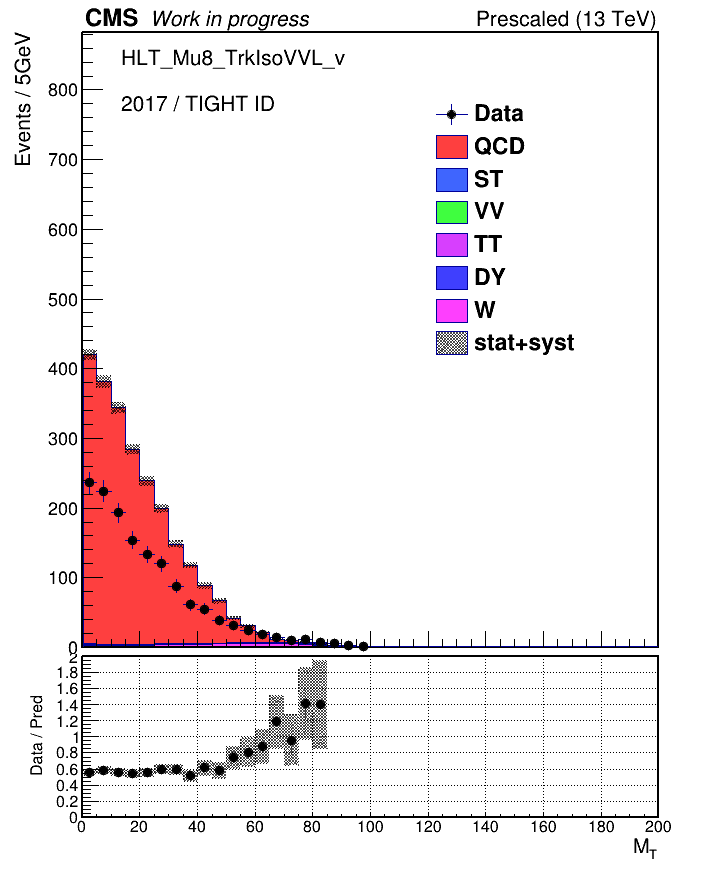 CMS Work in progress Prescaled (13 TeV)
Events / 5GeV
HLT_Mu8_TrkIsoVVL_v
2017 / TIGHT ID
Data
QCD
ST
VV
TT
DY
W
stat+syst
800
700
600
500
400
300
200
100
0
Data / Pred
2
1.8
1.6
1.4
1.2
1
0.8
0.6
0.4
0.2
0
0 20 40 60 80 100 120 140 160 180 200
M_T